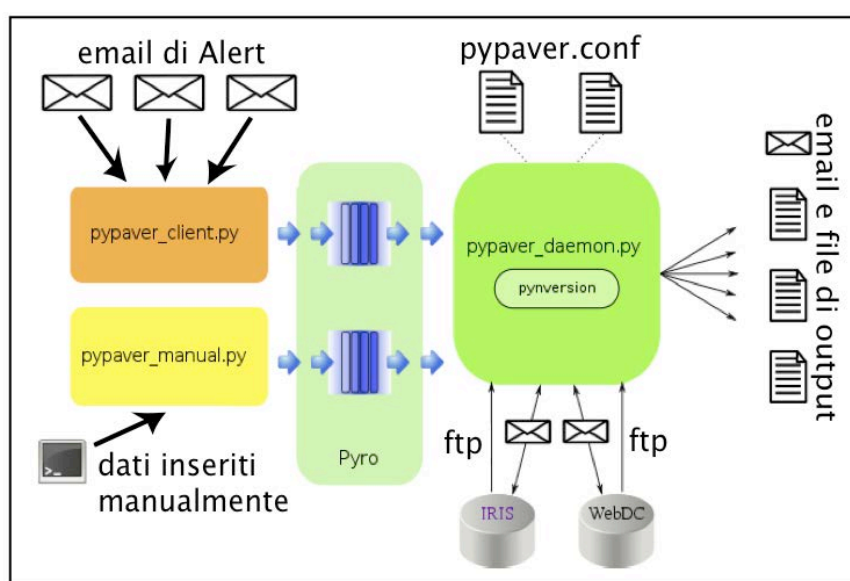 email di Alert
pypaver.conf
pypaver_client.py
pypaver_daemon.py
pynversion
pypaver_manual.py
Pyro
>_
dati inseriti
manualmente
ftp
ftp
IRIS
WebDC
email e file di output